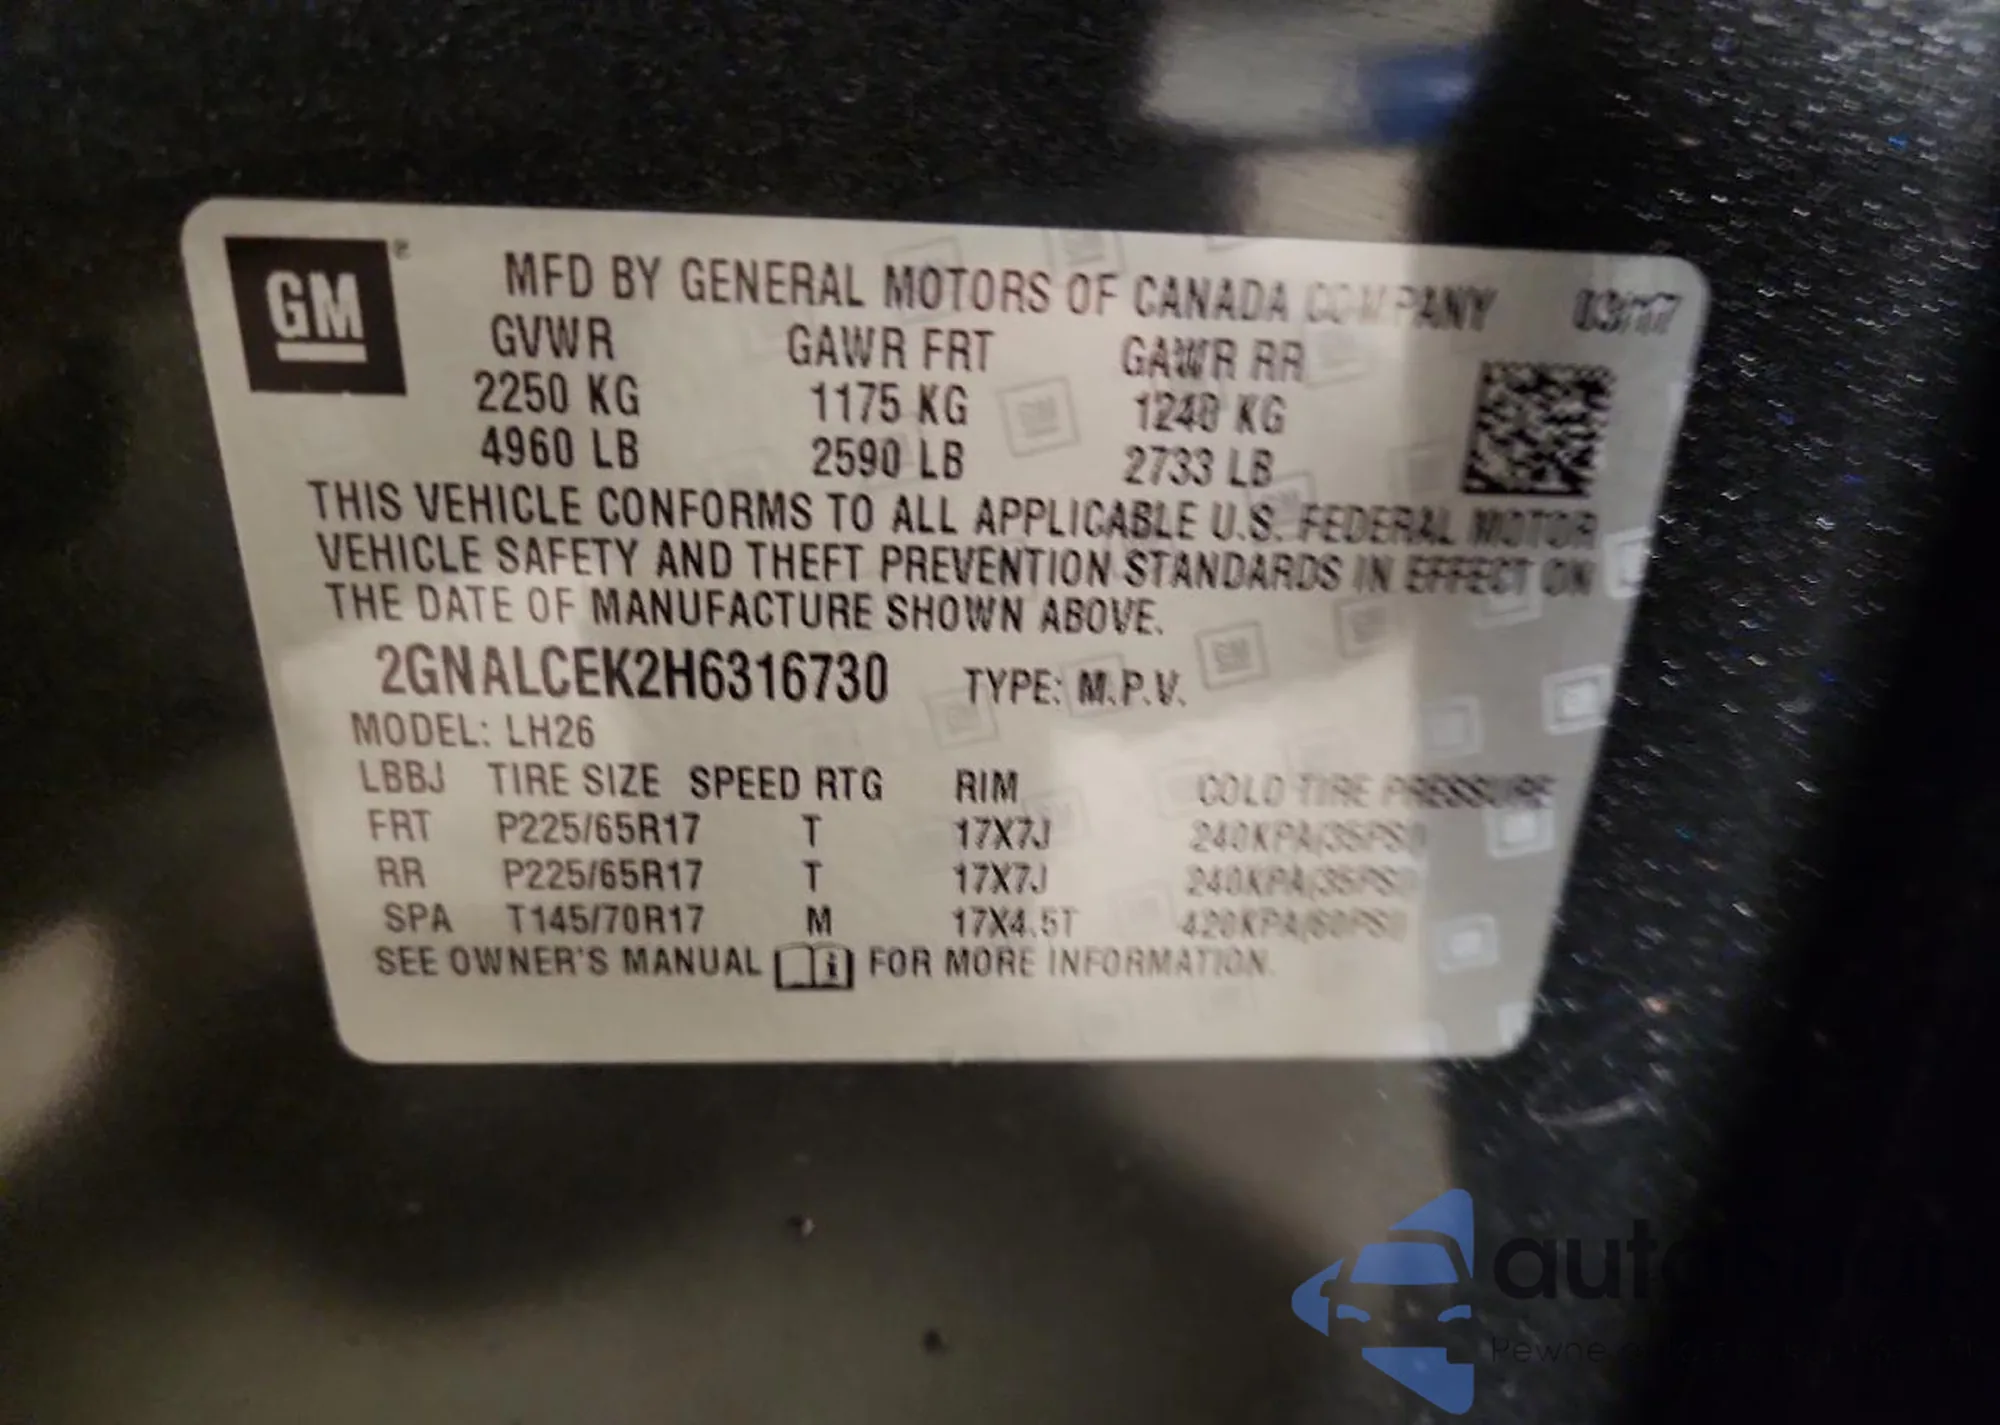 GM
MFD BY GENERAL MOTORS OF CANADA COMPANY 03/17
GVWR GAWR FRT GAWR RR
2250 KG 1175 KG 1240 KG
4960 LB 2590 LB 2733 LB
THIS VEHICLE CONFORMS TO ALL APPLICABLE U.S. FEDERAL MOTOR
VEHICLE SAFETY AND THEFT PREVENTION STANDARDS IN EFFECT ON
THE DATE OF MANUFACTURE SHOWN ABOVE.
2GNALCEK2H6316730 TYPE: M.P.V.
MODEL: LH26
LBBJ TIRE SIZE SPEED RTG RIM COLD TIRE PRESSURE
FRT P225/65R17 T 17X7J 240KPA(35PSI)
RR P225/65R17 T 17X7J 240KPA(35PSI)
SPA T145/70R17 M 17X4.5T 420KPA(60PSI)
SEE OWNER'S MANUAL FOR MORE INFORMATION.
Pewne